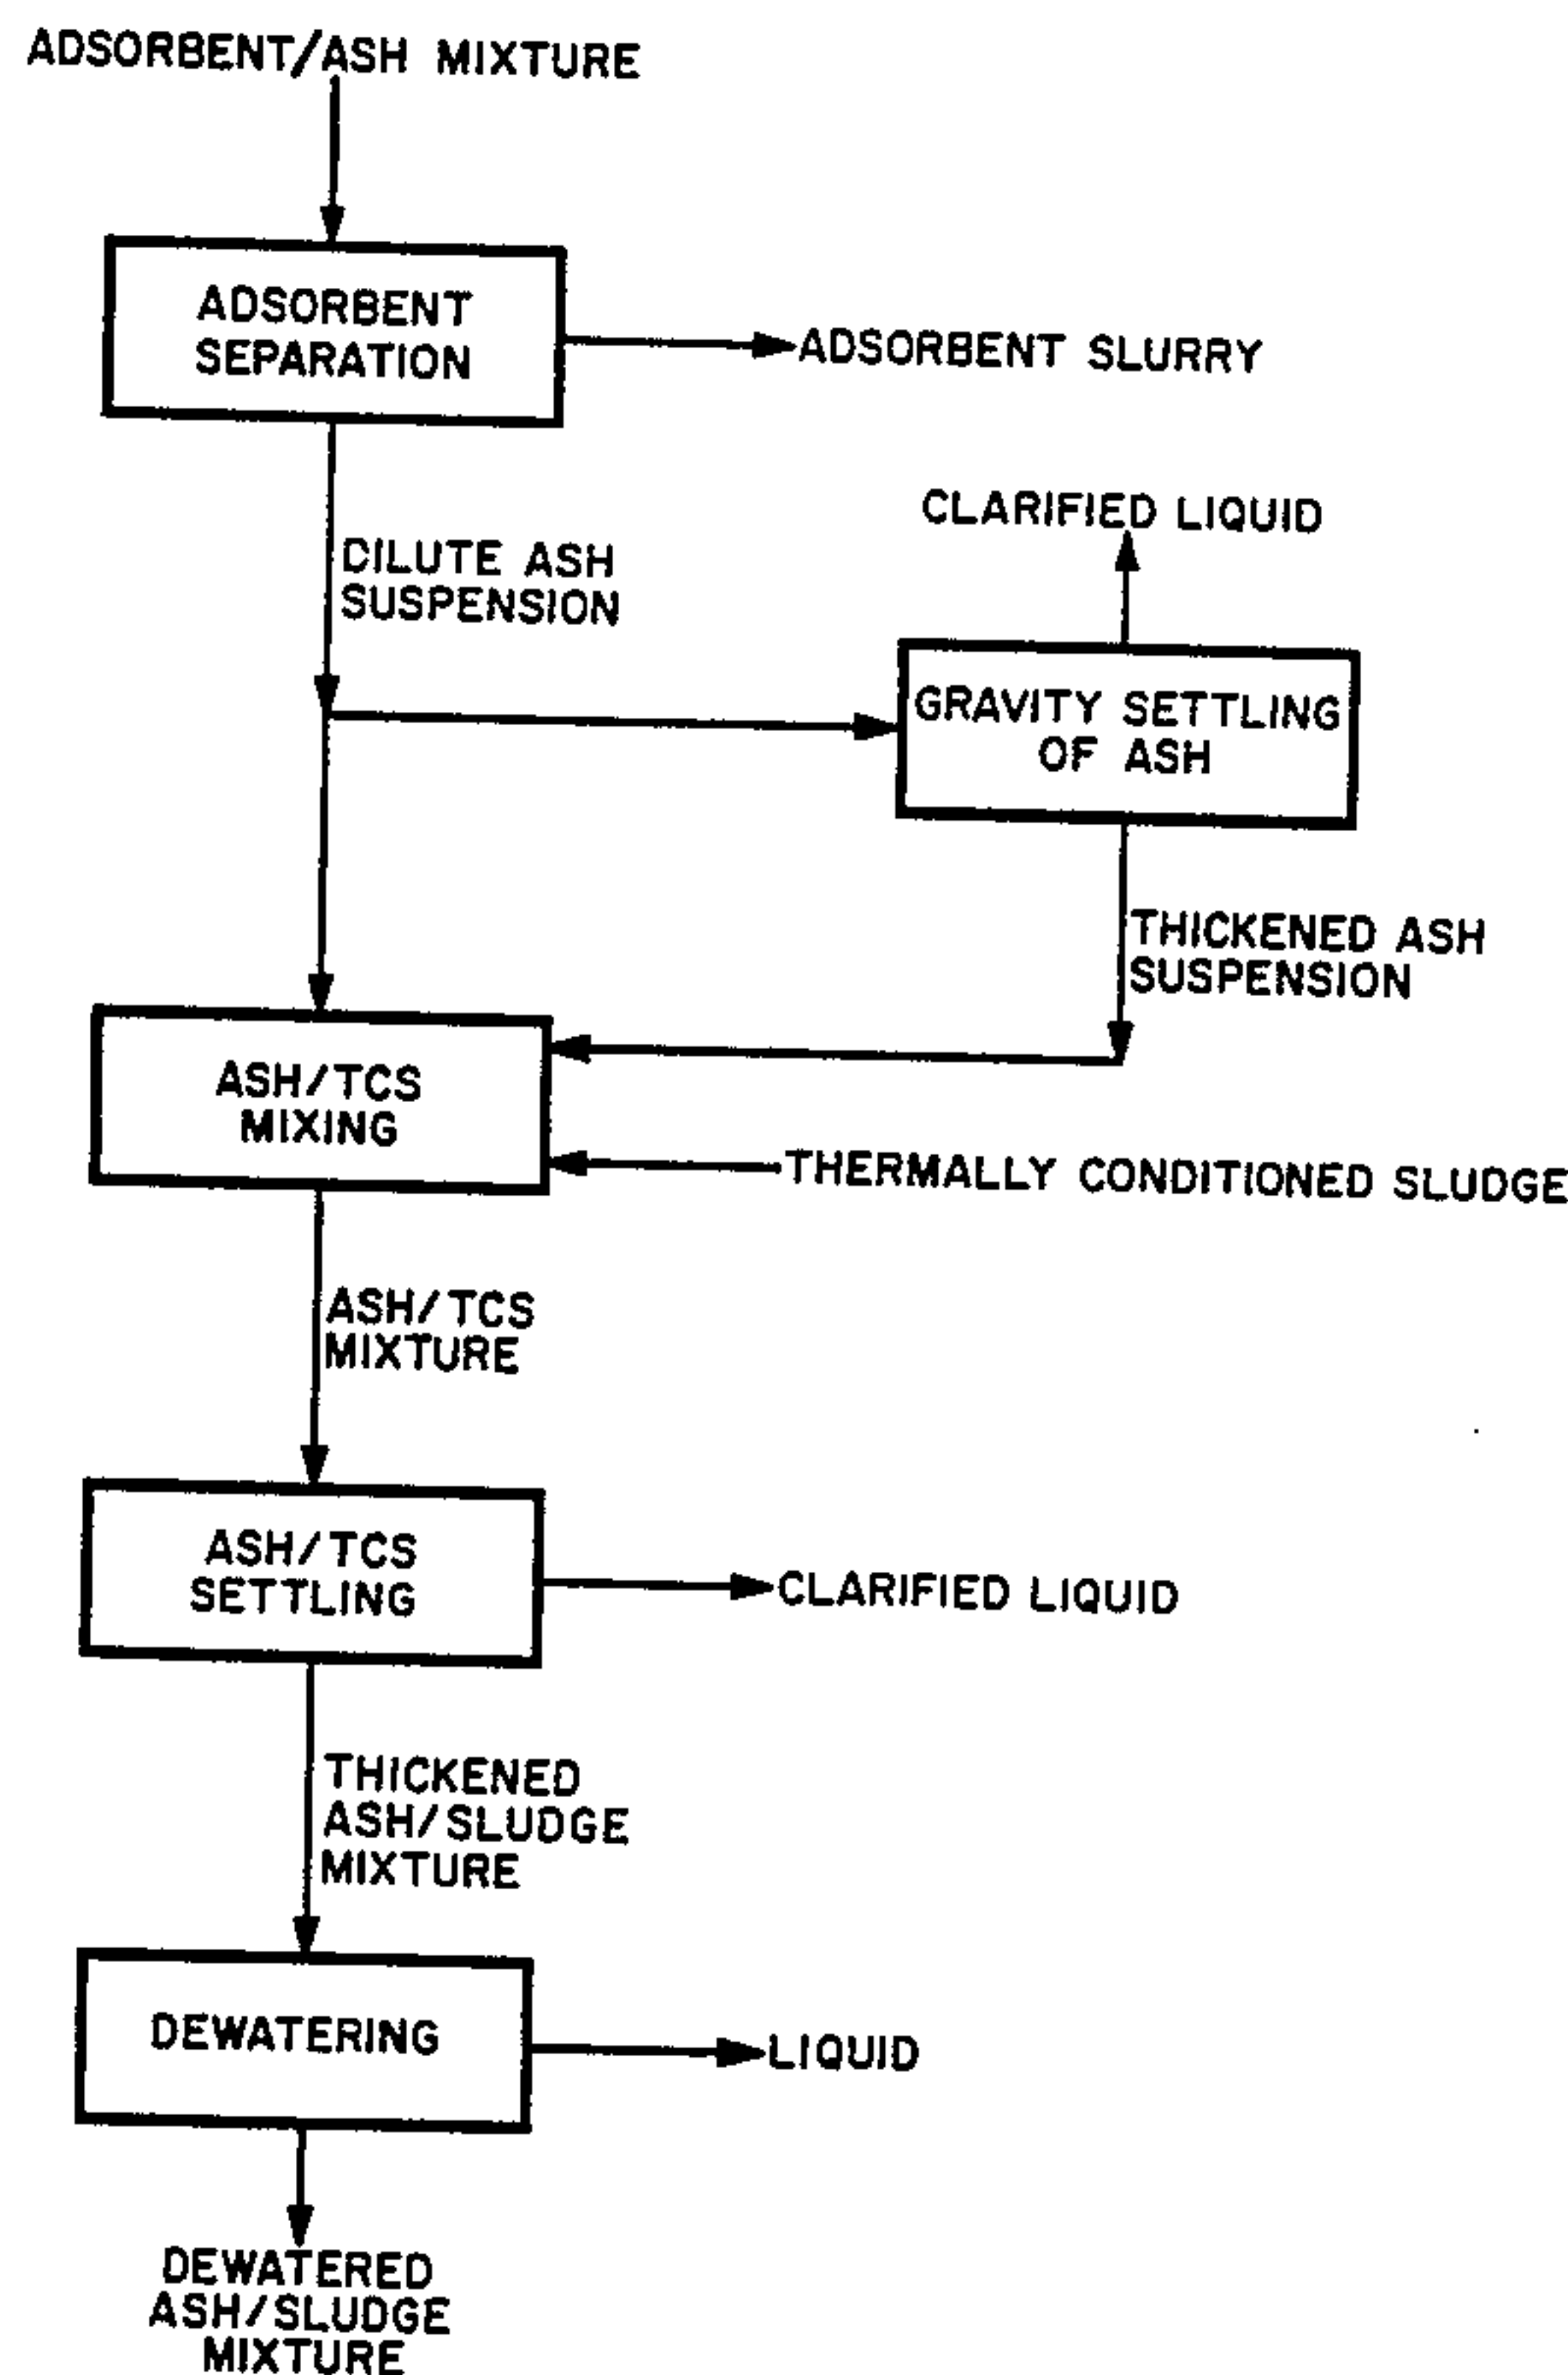 ADSORBENT/ASH MIXTURE
ADSORBENT
SEPARATION
ADSORBENT SLURRY
DILUTE ASH
SUSPENSION
CLARIFIED LIQUID
GRAVITY SETTLING
OF ASH
THICKENED ASH
SUSPENSION
ASH/TCS
MIXING
THERMALLY CONDITIONED SLUDGE
ASH/TCS
MIXTURE
ASH/TCS
SETTLING
CLARIFIED LIQUID
THICKENED
ASH/SLUDGE
MIXTURE
DEWATERING
LIQUID
DEWATERED
ASH/SLUDGE
MIXTURE